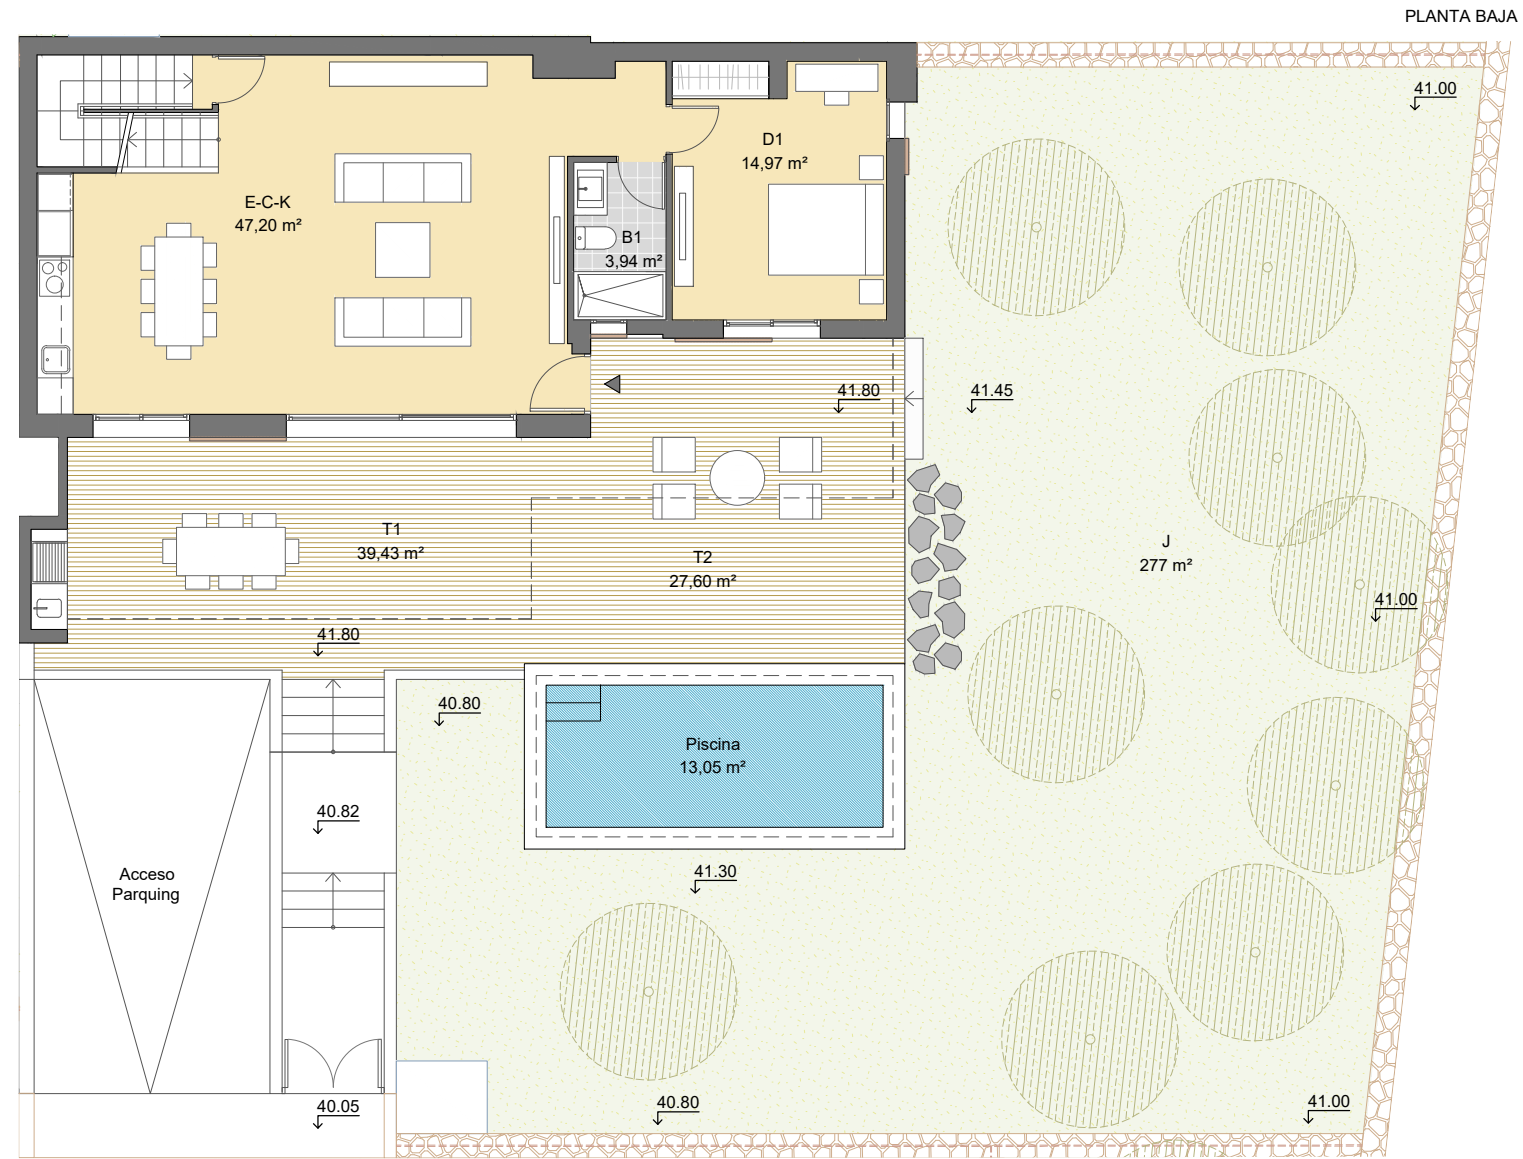 PLANTA BAJA
41.00
D1
14,97 m²
E-C-K
47,20 m²
B1
3,94 m²
41.80
41.45
T1
39,43 m²
T2
27,60 m²
J
277 m²
41.00
41.80
40.80
Piscina
13,05 m²
40.82
Acceso
Parquing
41.30
40.05
40.80
41.00